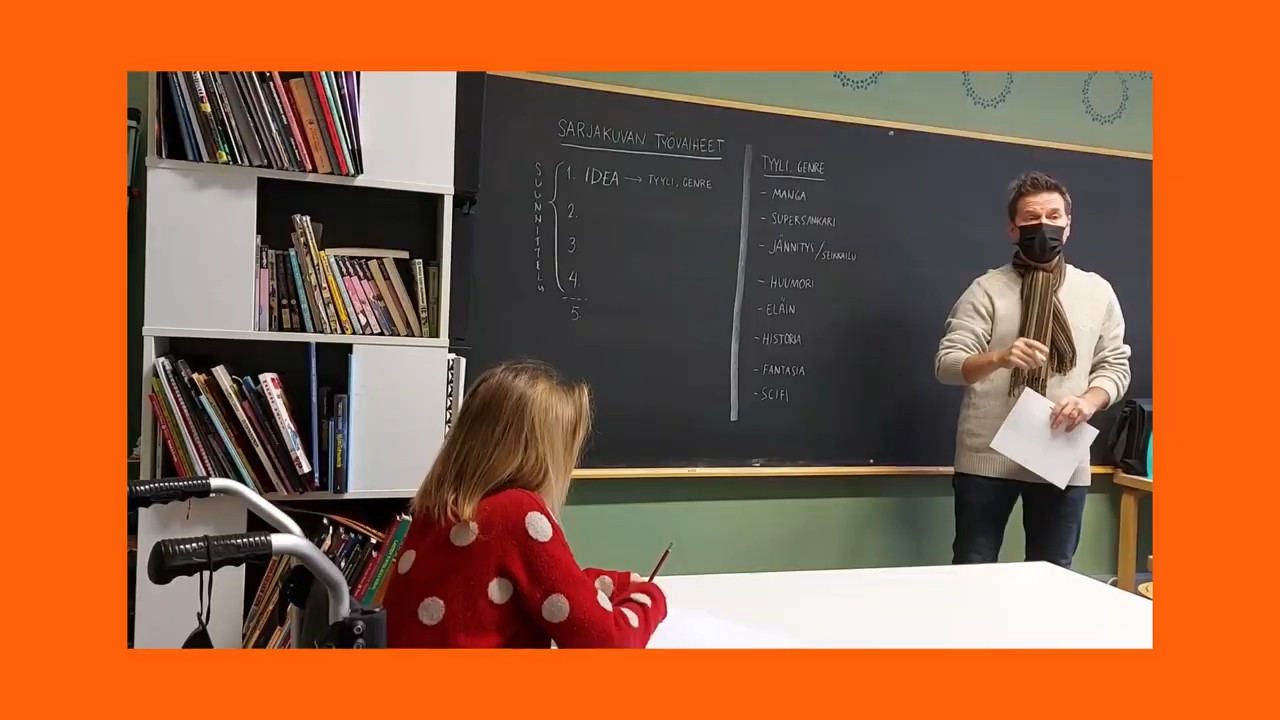 SARJAKUVAN TYÖVAIHEET
SUUNNITTELU
1. IDEA → TYYLI, GENRE
2.
3.
4.
5.
TYYLI, GENRE
- MANGA
- SUPERSANKARI
- JÄNNITYS/SEIKKAILU
- HUUMORI
- ELÄIN
- HISTORIA
- FANTASIA
- SCIFI